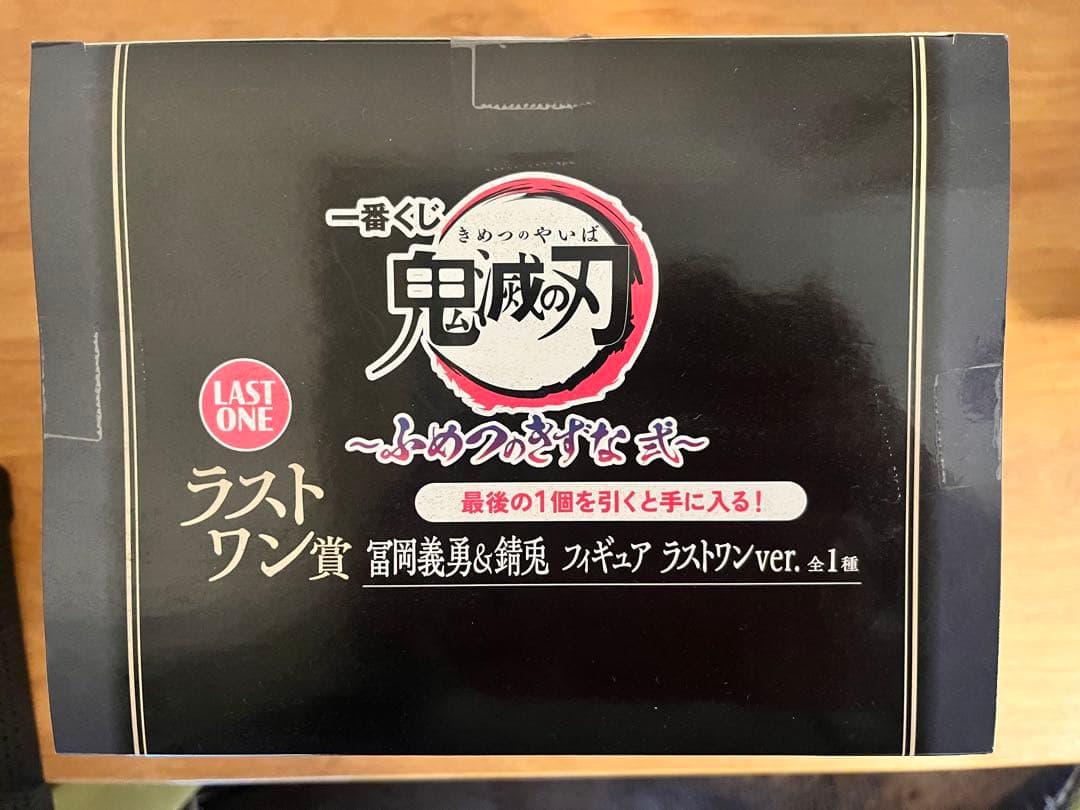 一番くじ
きめつのやいば
鬼滅の刃
～ふめつのきずな 弐～
LAST
ONE
ラスト
ワン賞
最後の1個を引くと手に入る！
冨岡義勇&錆兎 フィギュア ラストワンver. 全1種